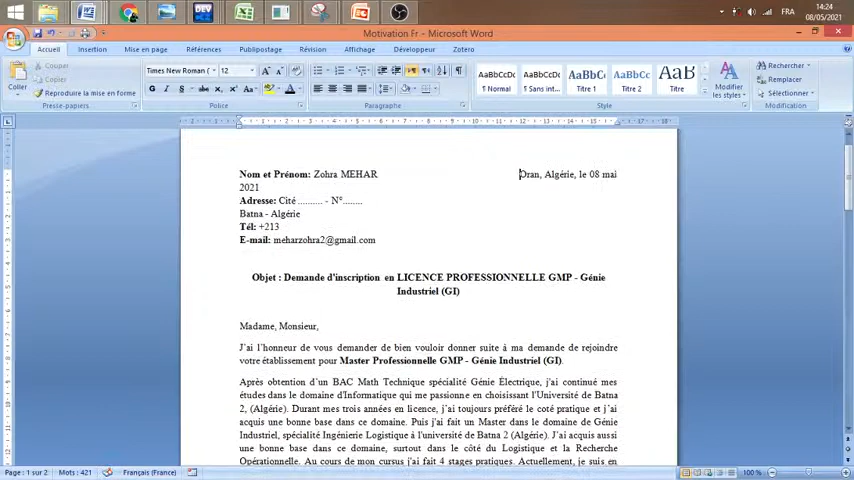 14:24
FRA
08/05/2021
Motivation Fr - Microsoft Word
Accueil Insertion Mise en page Références Publipostage Révision Affichage Développeur Zotero
Coller
Couper
Copier
Reproduire la mise en forme
Presse-papiers
Times New Roman ( 12
G I S
Police
Paragraphe
AaBbCcDc AaBbCcDc AaBbC AaBbCc AaB
¶ Normal ¶ Sans int... Titre 1 Titre 2 Titre
Modifier les styles
Style
Rechercher
Remplacer
Sélectionner
Modification
Nom et Prénom: Zohra MEHAR Oran, Algérie, le 08 mai
2021
Adresse: Cité .......... - N°........
Batna - Algérie
Tél: +213
E-mail: meharzohra2@gmail.com
Objet : Demande d'inscription en LICENCE PROFESSIONNELLE GMP - Génie
Industriel (GI)
Madame, Monsieur,
J'ai l'honneur de vous demander de bien vouloir donner suite à ma demande de rejoindre
votre établissement pour Master Professionnelle GMP - Génie Industriel (GI).
Après obtention d'un BAC Math Technique spécialité Génie Électrique, j'ai continué mes
études dans le domaine d'Informatique qui me passionne en choisissant l'Université de Batna
2, (Algérie). Durant mes trois années en licence, j'ai toujours préféré le coté pratique et j'ai
acquis une bonne base dans ce domaine. Puis j'ai fait un Master dans le domaine de Génie
Industriel, spécialité Ingénierie Logistique à l'université de Batna 2 (Algérie). J'ai acquis aussi
une bonne base dans ce domaine, surtout dans le côté du Logistique et la Recherche
Opérationnelle. Au cours de mon cursus j'ai fait 4 stages pratiques. Actuellement, je suis en
Page : 1 sur 2 Mots : 421 Français (France) 100 %